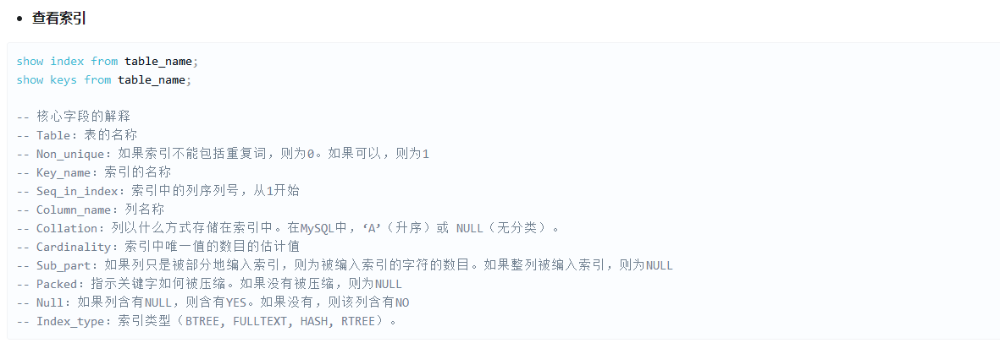 • 查看索引
show index from table_name;
show keys from table_name;
-- 核心字段的解释
-- Table：表的名称
-- Non_unique：如果索引不能包括重复词，则为0。如果可以，则为1
-- Key_name：索引的名称
-- Seq_in_index：索引中的列序列号，从1开始
-- Column_name：列名称
-- Collation：列以什么方式存储在索引中。在MySQL中，‘A’（升序）或 NULL（无分类）。
-- Cardinality：索引中唯一值的数目的估计值
-- Sub_part：如果列只是被部分地编入索引，则为被编入索引的字符的数目。如果整列被编入索引，则为NULL
-- Packed：指示关键字如何被压缩。如果没有被压缩，则为NULL
-- Null：如果列含有NULL，则含有YES。如果没有，则该列含有NO
-- Index_type：索引类型（BTREE, FULLTEXT, HASH, RTREE）。